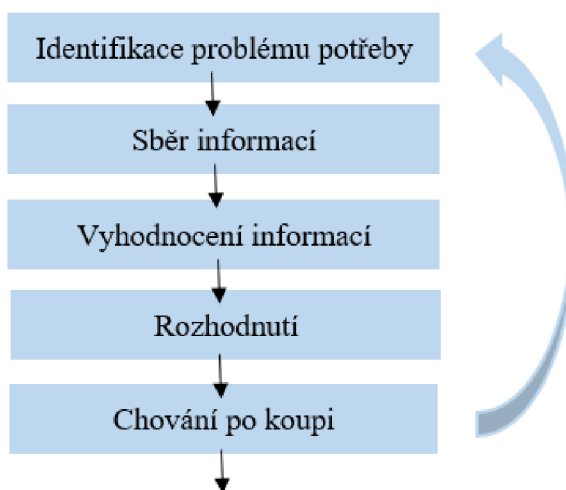 Identifikace problému potřeby
Sběr informací
Vyhodnocení informací
Rozhodnutí
Chování po koupi